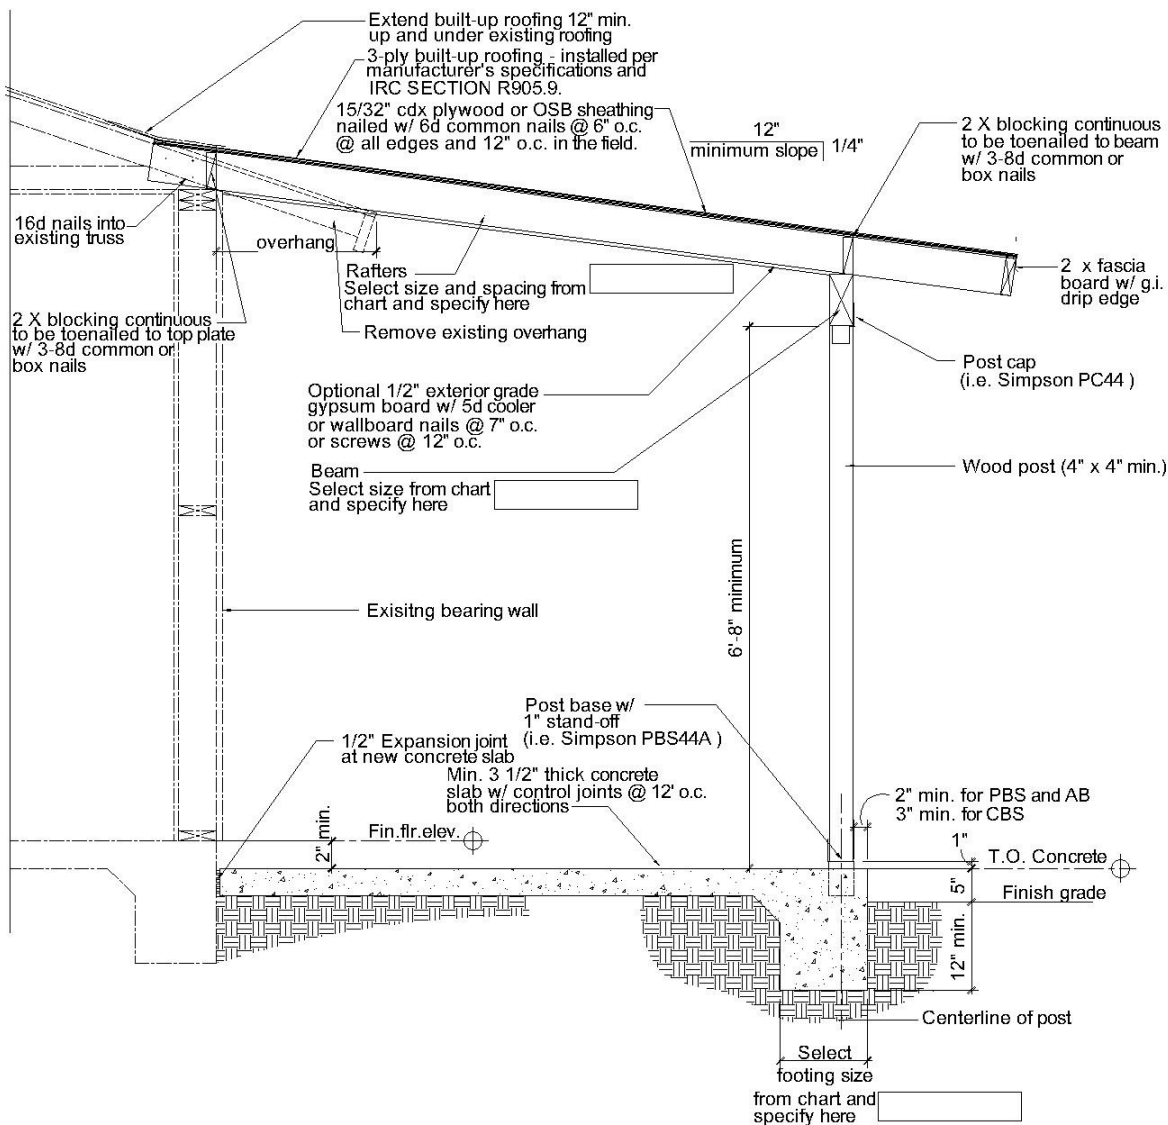 Extend built-up roofing 12" min.
up and under existing roofing
3-ply built-up roofing - installed per
manufacturer's specifications and
IRC SECTION R905.9.
15/32" cdx plywood or OSB sheathing
nailed w/ 6d common nails @ 6" o.c.
@ all edges and 12" o.c. in the field.
12"
minimum slope 1/4"
2 X blocking continuous
to be toenailed to beam
w/ 3-8d common or
box nails
16d nails into
existing truss
overhang
Rafters
Select size and spacing from
chart and specify here
2 x fascia
board w/ g.i.
drip edge
2 X blocking continuous
to be toenailed to top plate
w/ 3-8d common or
box nails
Remove existing overhang
Post cap
(i.e. Simpson PC44 )
Optional 1/2" exterior grade
gypsum board w/ 5d cooler
or wallboard nails @ 7" o.c.
or screws @ 12" o.c.
Beam
Select size from chart
and specify here
Wood post (4" x 4" min.)
6'-8" minimum
Exisitng bearing wall
Post base w/
1" stand-off
(i.e. Simpson PBS44A )
1/2" Expansion joint
at new concrete slab
Min. 3 1/2" thick concrete
slab w/ control joints @ 12' o.c.
both directions
2" min. for PBS and AB
3" min. for CBS
2" min.
Fin.flr.elev.
1"
T.O. Concrete
5"
Finish grade
12" min.
Centerline of post
Select
footing size
from chart and
specify here